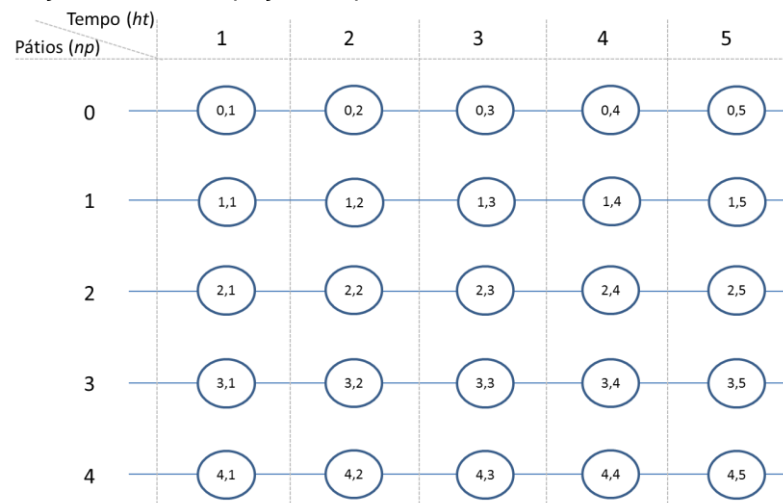 Tempo (ht)
Pátios (np)
1 2 3 4 5
0 0,1 0,2 0,3 0,4 0,5
1 1,1 1,2 1,3 1,4 1,5
2 2,1 2,2 2,3 2,4 2,5
3 3,1 3,2 3,3 3,4 3,5
4 4,1 4,2 4,3 4,4 4,5